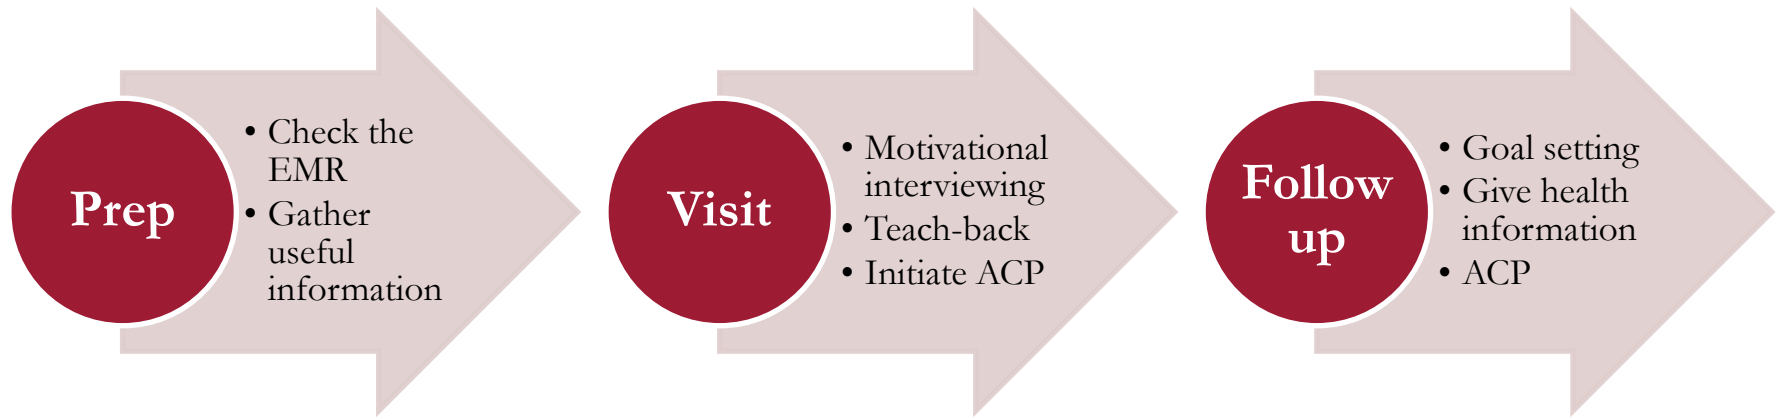 Prep
• Check the
EMR
• Gather
useful
information
Visit
• Motivational
interviewing
• Teach-back
• Initiate ACP
Follow
up
• Goal setting
• Give health
information
• ACP